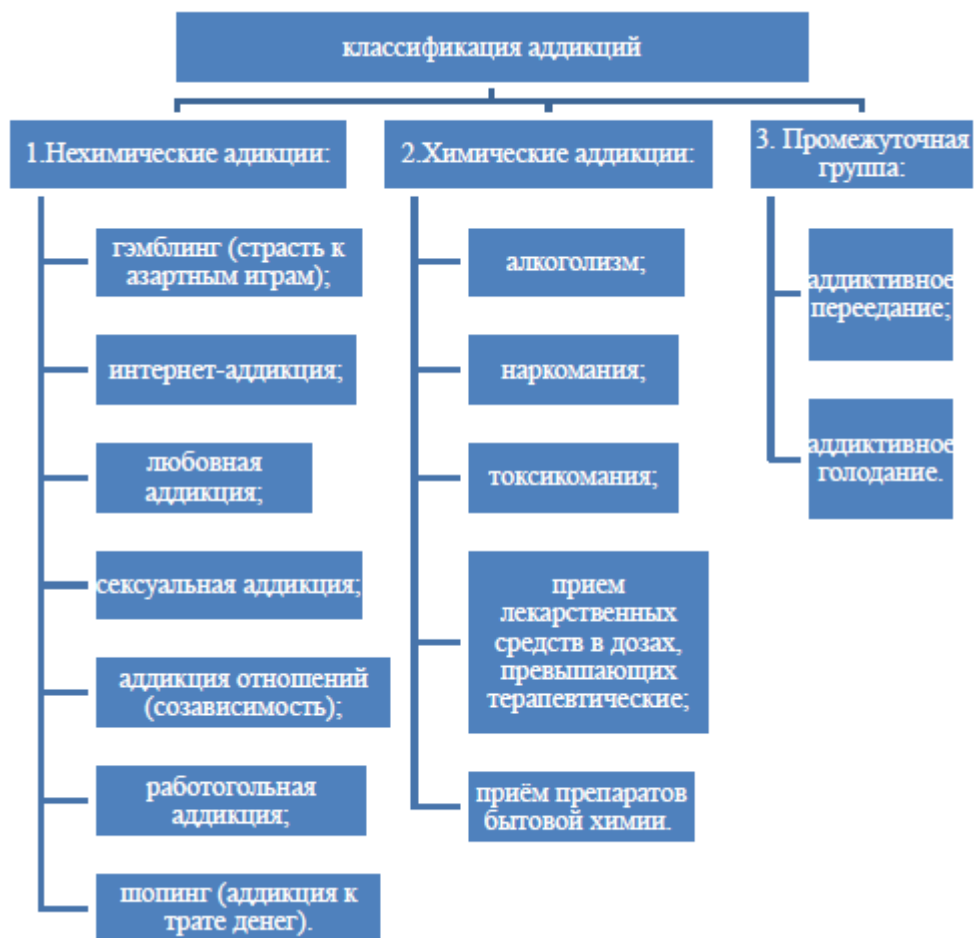 классификация аддикций
1.Нехимические адикции:
гэмблинг (страсть к
азартным играм);
интернет-аддикция;
любовная
аддикция;
сексуальная аддикция;
аддикция отношений
(созависимость);
работогольная
аддикция;
шопинг (аддикция к
трате денег).
2.Химические аддикции:
алкоголизм;
наркомания;
токсикомания;
прием
лекарственных
средств в дозах,
превышающих
терапевтические;
приём препаратов
бытовой химии.
3. Промежуточная
группа:
аддиктивное
переедание;
аддиктивное
голодание.